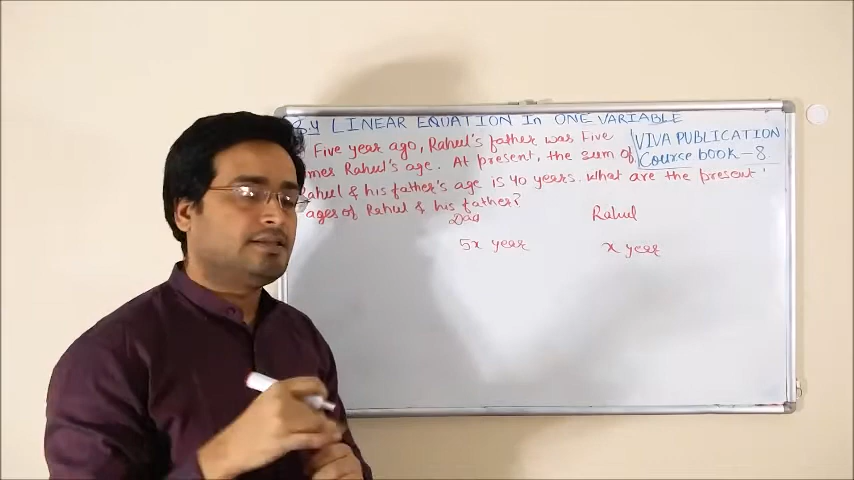 LINEAR EQUATION In ONE VARIABLE
Five year ago, Rahul's father was Five
Rahul's age. At present, the sum of
Rahul & his father's age is 40 years. What are the present
ages of Rahul & his father?
VIVA PUBLICATION
Course book-8
Dad Rahul
5x year x year